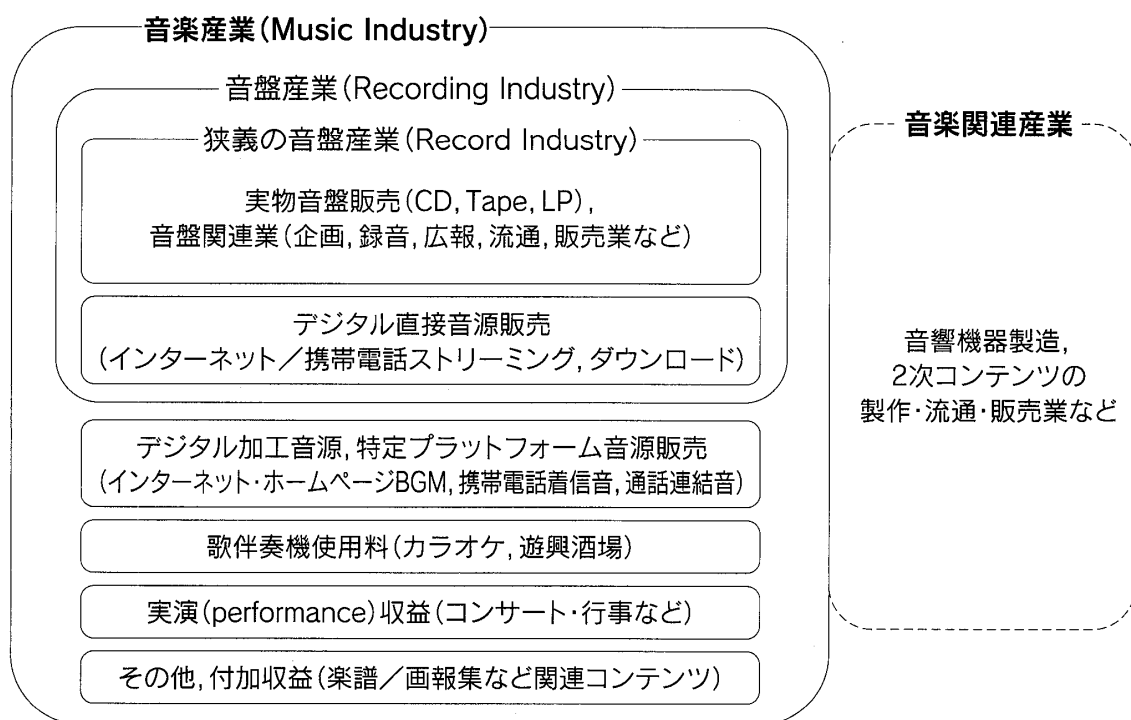 音楽産業(Music Industry)
音盤産業(Recording Industry)
狭義の音盤産業(Record Industry)
実物音盤販売(CD, Tape, LP),
音盤関連業(企画, 録音, 広報, 流通, 販売業など)
デジタル直接音源販売
(インターネット／携帯電話ストリーミング, ダウンロード)
デジタル加工音源, 特定プラットフォーム音源販売
(インターネット・ホームページBGM, 携帯電話着信音, 通話連結音)
歌伴奏機使用料(カラオケ, 遊興酒場)
実演(performance)収益(コンサート・行事など)
その他, 付加収益(楽譜／画報集など関連コンテンツ)
音楽関連産業
音響機器製造,
2次コンテンツの
製作・流通・販売業など